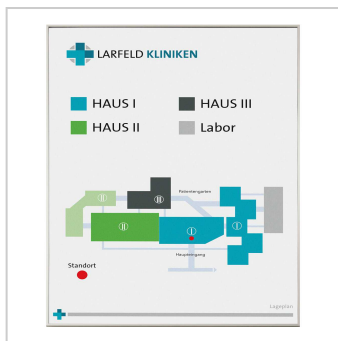 LARFELD KLINIKEN
HAUS I
HAUS III
HAUS II
Labor
II
III
Patientengarten
II
I
I
Haupteingang
Standort
Lageplan